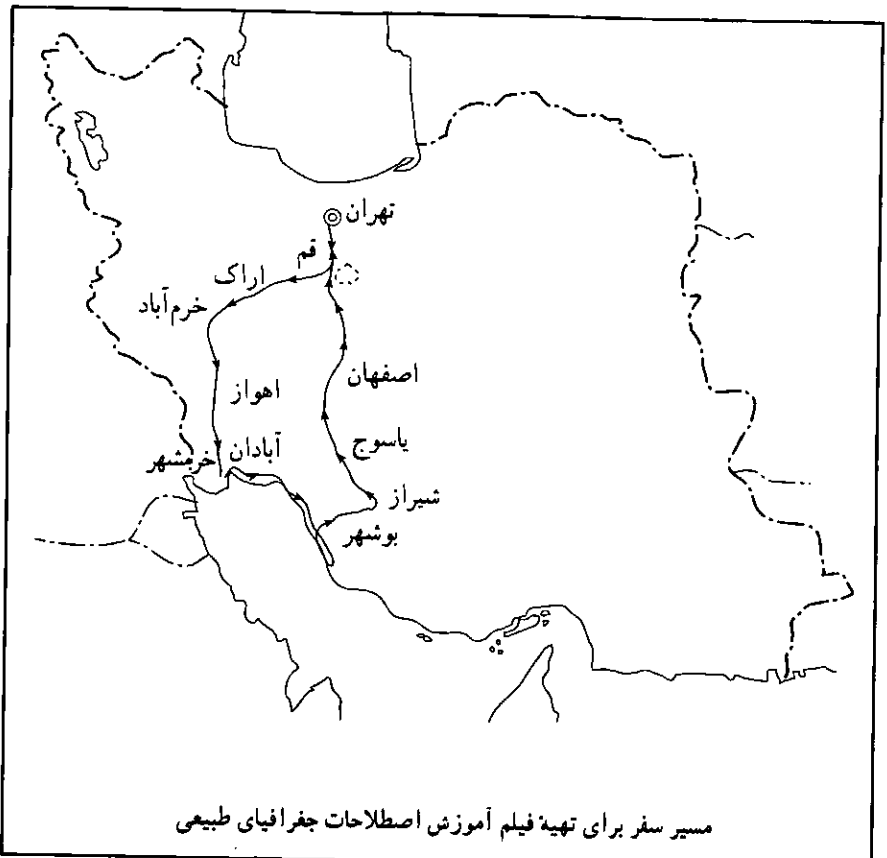 تهران
قم
اراک
خرم‌آباد
اصفهان
اهواز
یاسوج
آبادان
خرمشهر
شیراز
بوشهر
مسیر سفر برای تهیهٔ فیلم آموزش اصطلاحات جغرافیای طبیعی